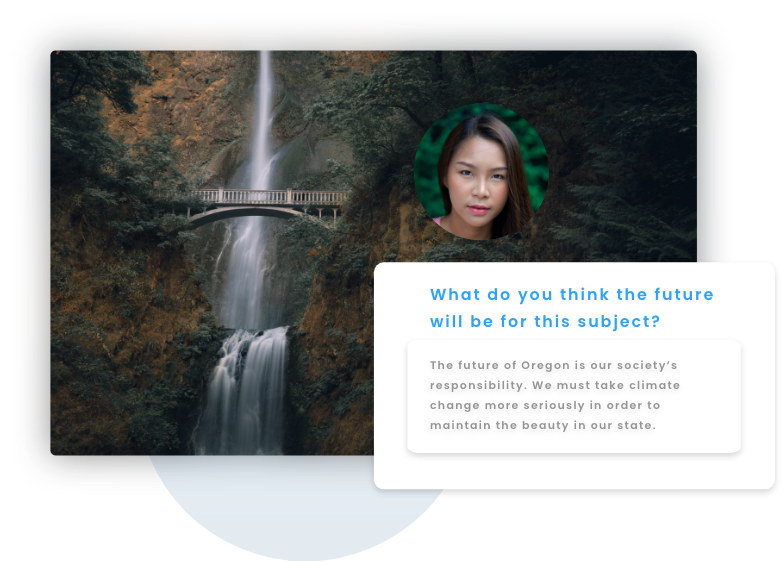 What do you think the future
will be for this subject?
The future of Oregon is our society’s
responsibility. We must take climate
change more seriously in order to
maintain the beauty in our state.